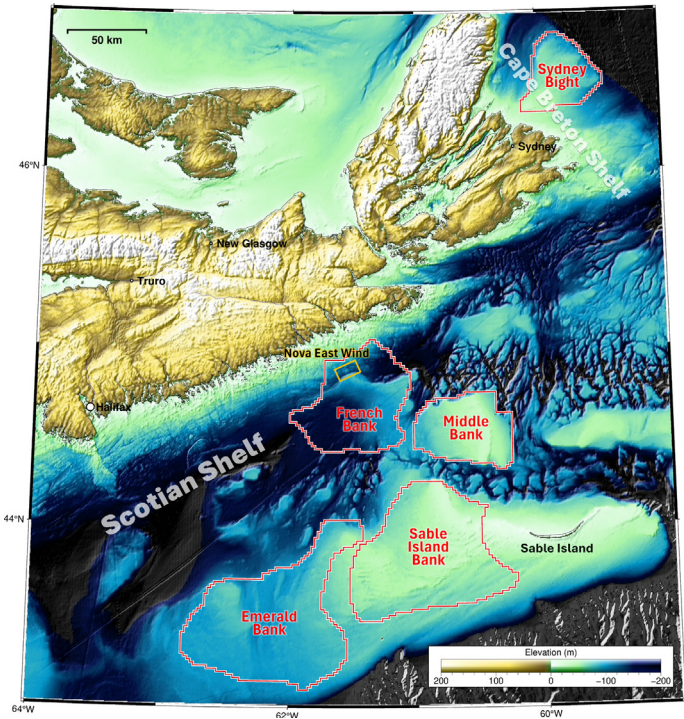 50 km
Sydney
Bight
Cape Breton Shelf
Sydney
46°N
New Glasgow
Truro
Nova East Wind
Halifax
French
Bank
Middle
Bank
Scotian Shelf
44°N
Sable
Island
Bank
Sable Island
Emerald
Bank
Elevation (m)
200 100 0 −100 −200
64°W
62°W
60°W